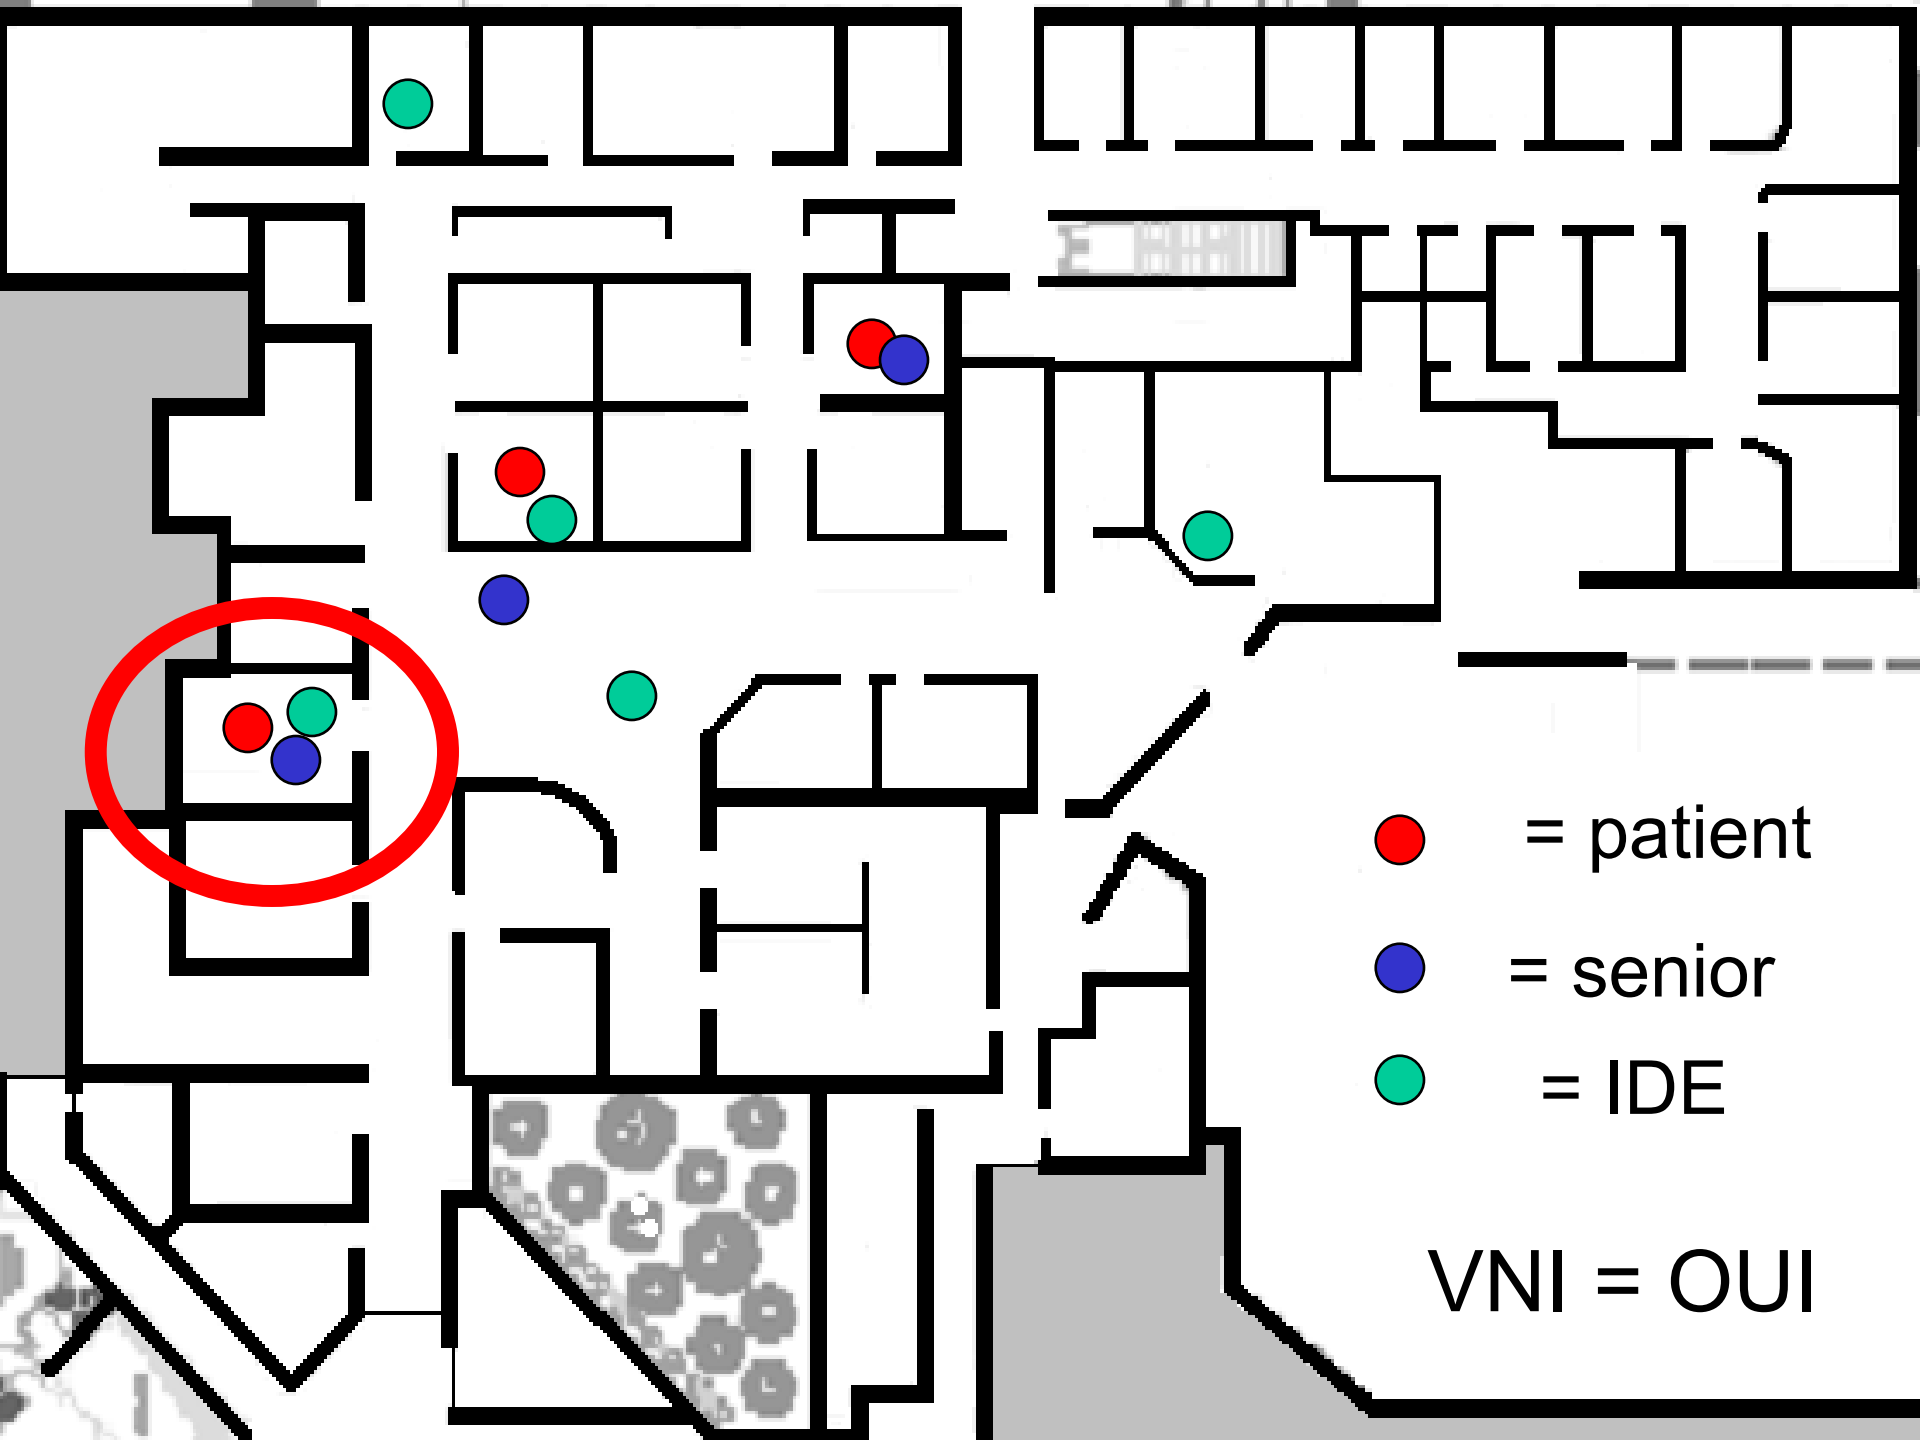 = patient
= senior
= IDE
VNI = OUI